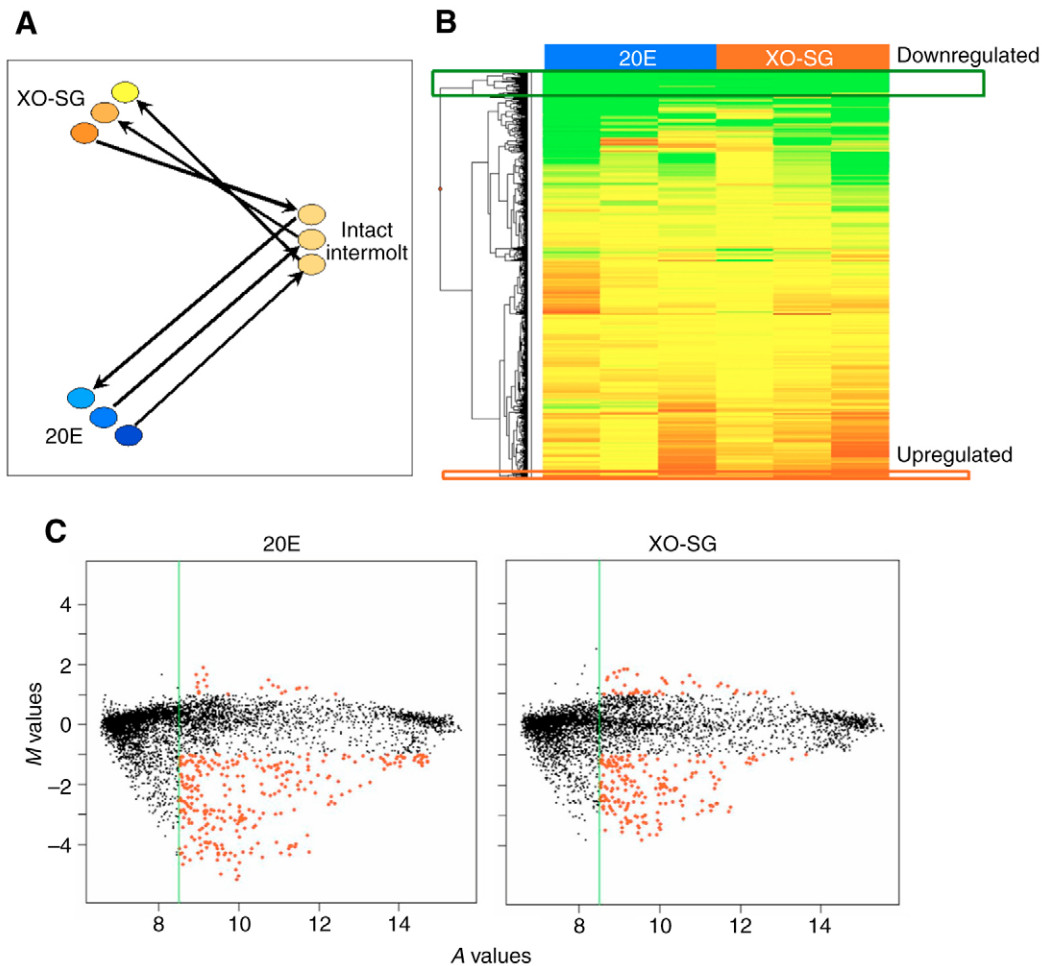 A
XO-SG
Intact
intermolt
20E
B
20E
XO-SG
Downregulated
Upregulated
C
20E
XO-SG
M values
4
2
0
−2
−4
8
10
12
14
8
10
12
14
A values